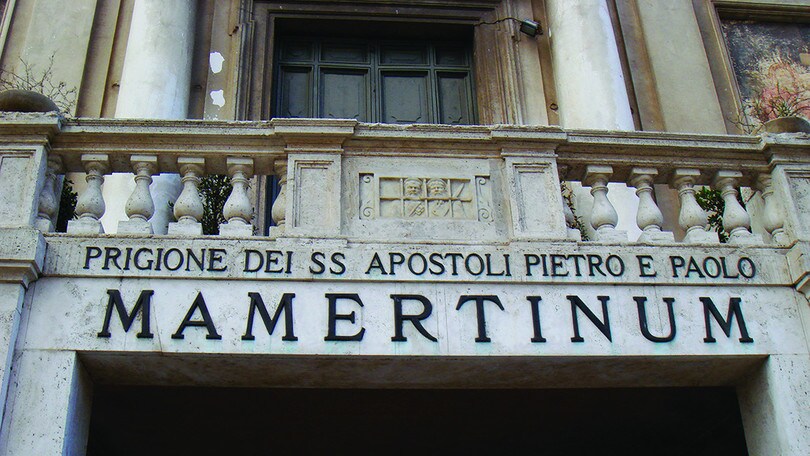 PRIGIONE DEI SS APOSTOLI PIETRO E PAOLO
MAMERTINUM